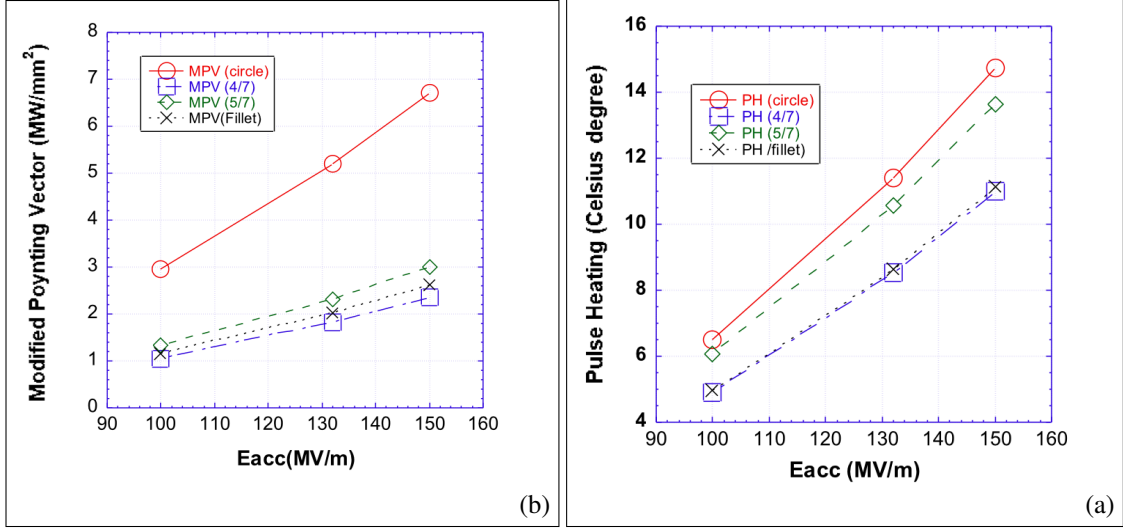 8
7
6
5
4
3
2
1
0
Modified Poynting Vector (MW/mm²)
MPV (circle)
MPV (4/7)
MPV (5/7)
MPV(Fillet)
90 100 110 120 130 140 150 160
Eacc(MV/m)
(b)
16
14
12
10
8
6
4
Pulse Heating (Celsius degree)
PH (circle)
PH (4/7)
PH (5/7)
PH /fillet)
90 100 110 120 130 140 150 160
Eacc (MV/m)
(a)